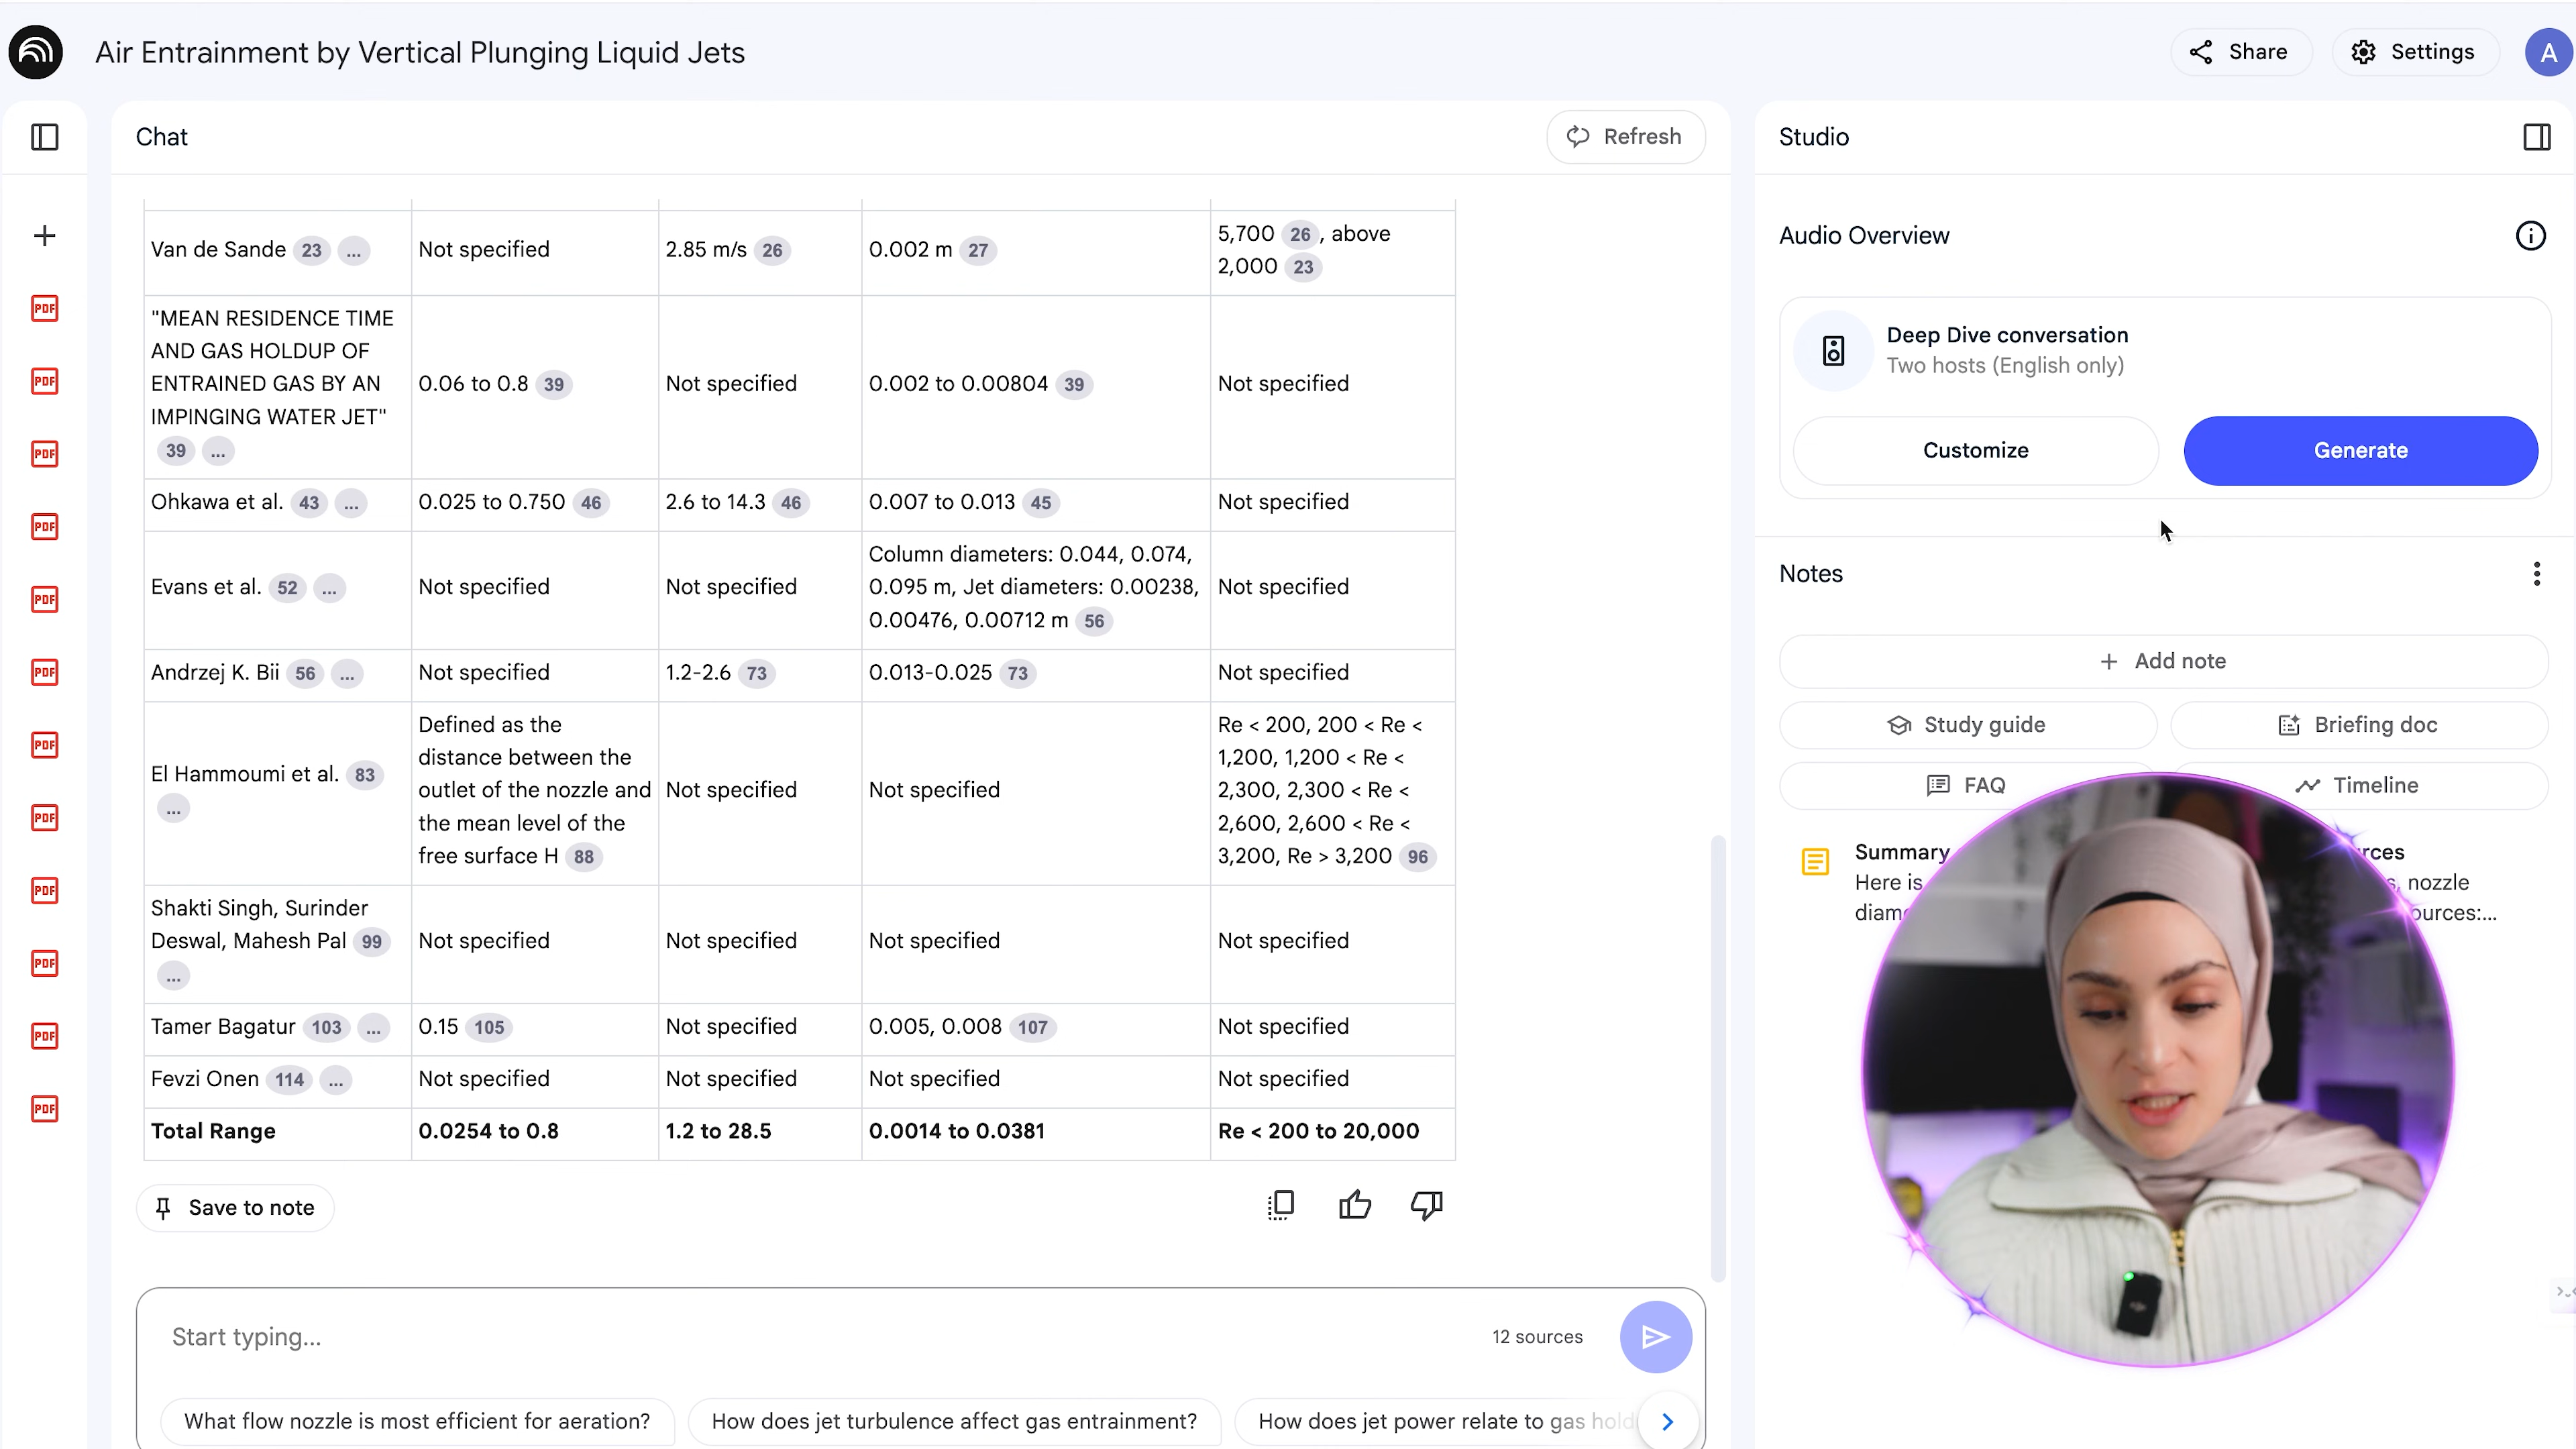 Air Entrainment by Vertical Plunging Liquid Jets
Share
Settings
A
Chat
Refresh
Studio
Van de Sande 23 ...
Not specified
2.85 m/s 26
0.002 m 27
5,700 26 , above
2,000 23
"MEAN RESIDENCE TIME
AND GAS HOLDUP OF
ENTRAINED GAS BY AN
IMPINGING WATER JET"
39 ...
0.06 to 0.8 39
Not specified
0.002 to 0.00804 39
Not specified
Ohkawa et al. 43 ...
0.025 to 0.750 46
2.6 to 14.3 46
0.007 to 0.013 45
Not specified
Evans et al. 52 ...
Not specified
Not specified
Column diameters: 0.044, 0.074,
0.095 m, Jet diameters: 0.00238,
0.00476, 0.00712 m 56
Not specified
Andrzej K. Bii 56 ...
Not specified
1.2-2.6 73
0.013-0.025 73
Not specified
El Hammoumi et al. 83
...
Defined as the
distance between the
outlet of the nozzle and
the mean level of the
free surface H 88
Not specified
Not specified
Re < 200, 200 < Re <
1,200, 1,200 < Re <
2,300, 2,300 < Re <
2,600, 2,600 < Re <
3,200, Re > 3,200 96
Shakti Singh, Surinder
Deswal, Mahesh Pal 99
...
Not specified
Not specified
Not specified
Not specified
Tamer Bagatur 103 ...
0.15 105
Not specified
0.005, 0.008 107
Not specified
Fevzi Onen 114 ...
Not specified
Not specified
Not specified
Not specified
Total Range
0.0254 to 0.8
1.2 to 28.5
0.0014 to 0.0381
Re < 200 to 20,000
Save to note
Start typing...
12 sources
What flow nozzle is most efficient for aeration?
How does jet turbulence affect gas entrainment?
How does jet power relate to gas hold
PDF
PDF
PDF
PDF
PDF
PDF
PDF
PDF
PDF
PDF
PDF
PDF
Audio Overview
Deep Dive conversation
Two hosts (English only)
Customize
Generate
Notes
Add note
Study guide
Briefing doc
FAQ
Timeline
Summary
Here is nozzle